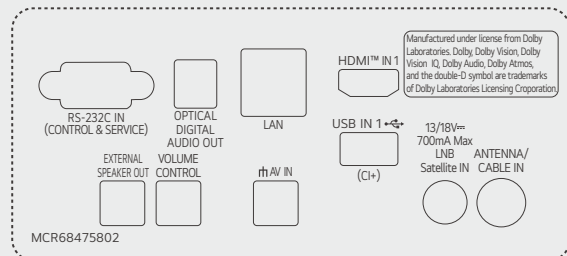 Manufactured under license from Dolby
Laboratories. Dolby, Dolby Vision, Dolby
Vision IQ, Dolby Audio, Dolby Atmos,
and the double-D symbol are trademarks
of Dolby Laboratories Licensing Croporation.
HDMI™ IN 1
RS-232C IN
(CONTROL & SERVICE)
OPTICAL
DIGITAL
AUDIO OUT
LAN
USB IN 1
(CI+)
13/18V⎓
700mA Max
LNB
Satellite IN
ANTENNA/
CABLE IN
EXTERNAL
SPEAKER OUT
VOLUME
CONTROL
AV IN
MCR68475802